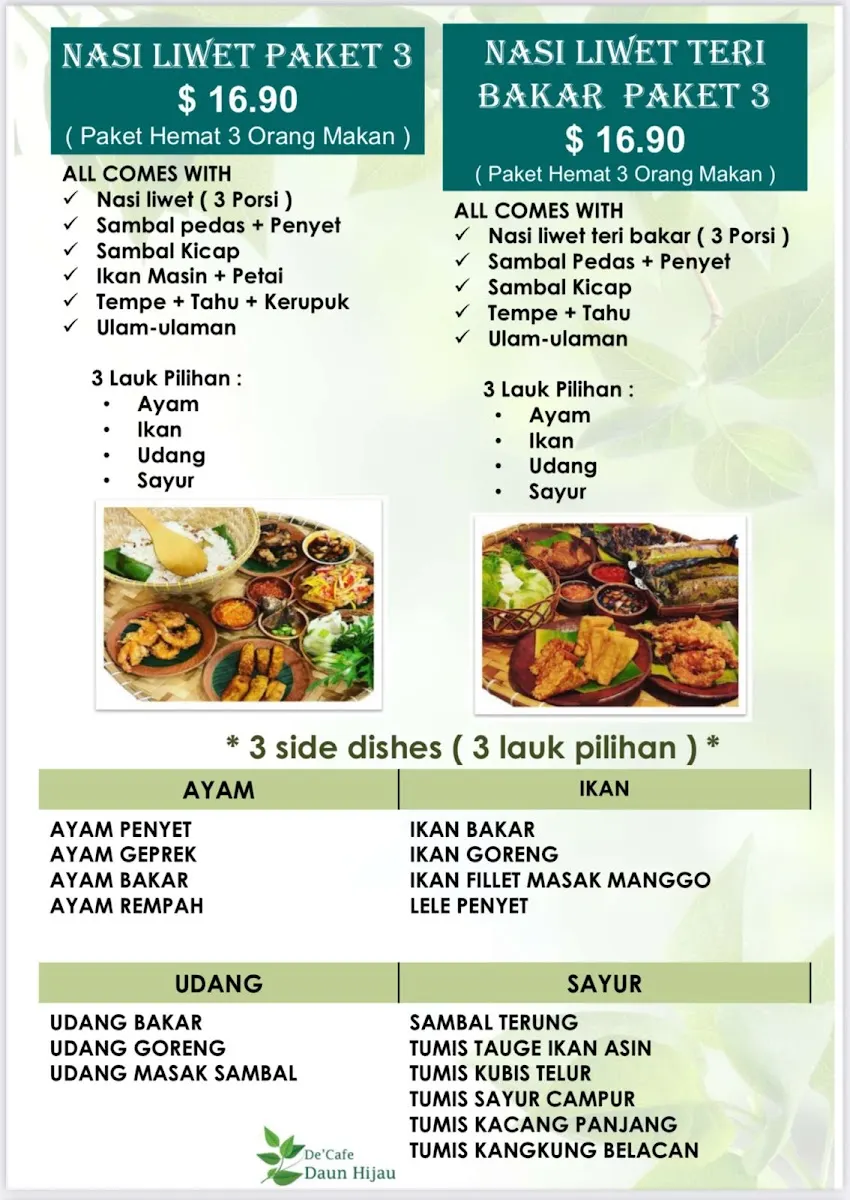 NASI LIWET PAKET 3
$ 16.90
( Paket Hemat 3 Orang Makan )
ALL COMES WITH
✓ Nasi liwet ( 3 Porsi )
✓ Sambal pedas + Penyet
✓ Sambal Kicap
✓ Ikan Masin + Petai
✓ Tempe + Tahu + Kerupuk
✓ Ulam-ulaman
3 Lauk Pilihan :
• Ayam
• Ikan
• Udang
• Sayur
NASI LIWET TERI
BAKAR PAKET 3
$ 16.90
( Paket Hemat 3 Orang Makan )
ALL COMES WITH
✓ Nasi liwet teri bakar ( 3 Porsi )
✓ Sambal Pedas + Penyet
✓ Sambal Kicap
✓ Tempe + Tahu
✓ Ulam-ulaman
3 Lauk Pilihan :
• Ayam
• Ikan
• Udang
• Sayur
* 3 side dishes ( 3 lauk pilihan ) *
AYAM
AYAM PENYET
AYAM GEPREK
AYAM BAKAR
AYAM REMPAH
IKAN
IKAN BAKAR
IKAN GORENG
IKAN FILLET MASAK MANGGO
LELE PENYET
UDANG
UDANG BAKAR
UDANG GORENG
UDANG MASAK SAMBAL
SAYUR
SAMBAL TERUNG
TUMIS TAUGE IKAN ASIN
TUMIS KUBIS TELUR
TUMIS SAYUR CAMPUR
TUMIS KACANG PANJANG
TUMIS KANGKUNG BELACAN
De'Cafe
Daun Hijau